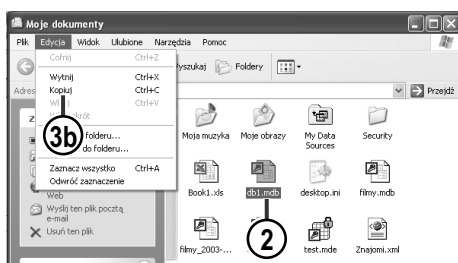 Moje dokumenty
Plik Edycja Widok Ulubione Narzędzia Pomoc
Cofnij Ctrl+Z
Wytnij Ctrl+X
Kopiuj Ctrl+C
Ctrl+V
skrót
folderu...
do folderu...
Zaznacz wszystko Ctrl+A
Odwróć zaznaczenie
3b
Wyszukaj Foldery
Adres
Przejdź
Web
Wyślij ten plik pocztą
e-mail
Usuń ten plik
Moja muzyka Moje obrazy My Data
Sources Security
Book1.xls db1.mdb desktop.ini filmy.mdb
2
filmy_2003-... test.mde Znajomi.xml